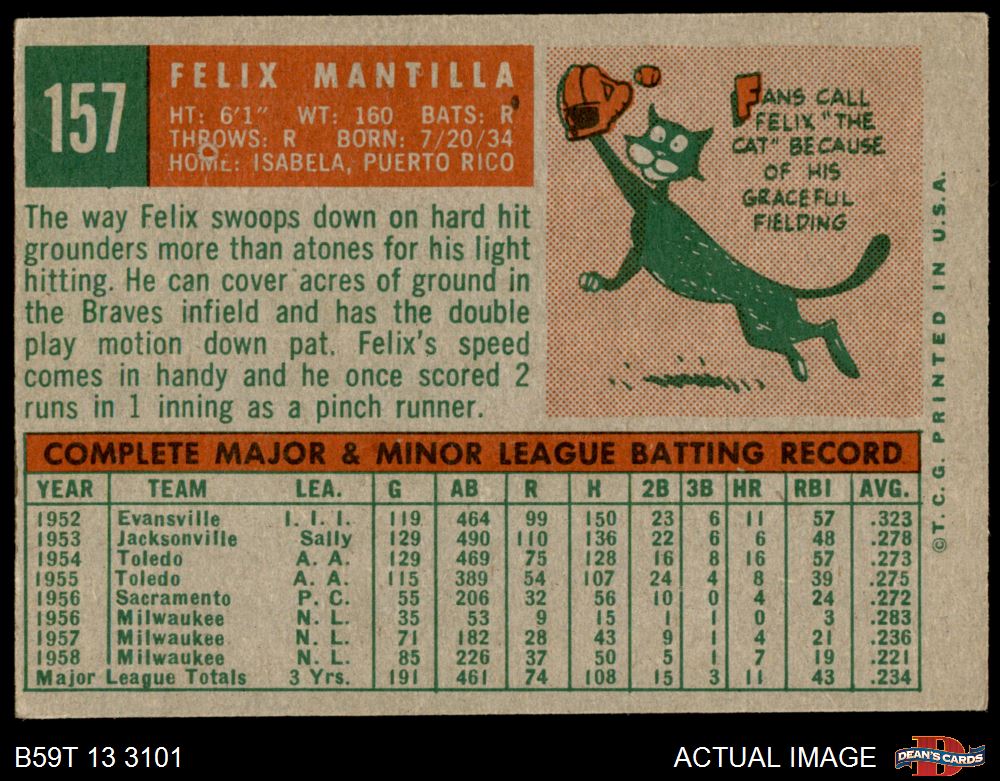 157
FELIX MANTILLA
HT: 6'1" WT: 160 BATS: R
THROWS: R BORN: 7/20/34
HOME: ISABELA, PUERTO RICO
The way Felix swoops down on hard hit
grounders more than atones for his light
hitting. He can cover acres of ground in
the Braves infield and has the double
play motion down pat. Felix's speed
comes in handy and he once scored 2
runs in 1 inning as a pinch runner.
FANS CALL
FELIX "THE
CAT" BECAUSE
OF HIS
GRACEFUL
FIELDING
COMPLETE MAJOR & MINOR LEAGUE BATTING RECORD
YEAR TEAM LEA. G AB R H 2B 3B HR RBI AVG.
1952 Evansville I. I. I. 119 464 99 150 23 6 11 57 .323
1953 Jacksonville Sally 129 490 110 136 22 6 6 48 .278
1954 Toledo A. A. 129 469 75 128 16 8 16 57 .273
1955 Toledo A. A. 115 389 54 107 24 4 8 39 .275
1956 Sacramento P. C. 55 206 32 56 10 0 4 24 .272
1956 Milwaukee N. L. 35 53 9 15 1 1 0 3 .283
1957 Milwaukee N. L. 71 182 28 43 9 1 4 21 .236
1958 Milwaukee N. L. 85 226 37 50 5 1 7 19 .221
Major League Totals 3 Yrs. 191 461 74 108 15 3 11 43 .234
© T. C. G. PRINTED IN U.S.A.
B59T 13 3101
ACTUAL IMAGE
D
DEAN'S CARDS